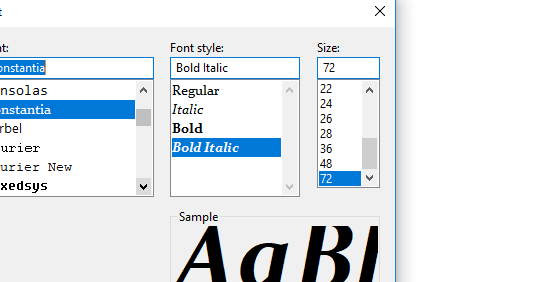 t
nt:
Font style:
Size:
onstantia
Bold Italic
72
nsolas
onstantia
rbel
urier
urier New
xedsys
Regular
Italic
Bold
Bold Italic
22
24
26
28
36
48
72
Sample
AaBl